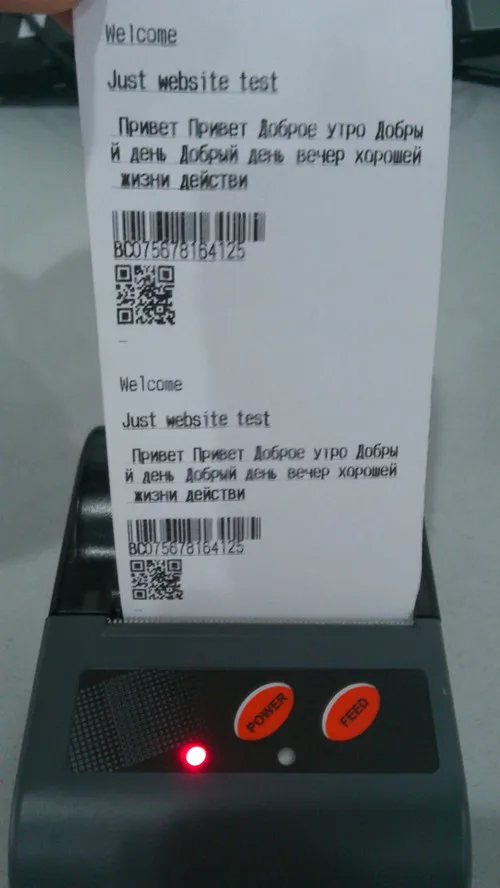 Welcome
Just website test
Привет Привет Доброе утро Добры
й день Добрый день вечер хорошей
жизни действи
BC075678164125
Welcome
Just website test
Привет Привет Доброе утро Добры
й день Добрый день вечер хорошей
жизни действи
BC075678164125
POWER
FEED